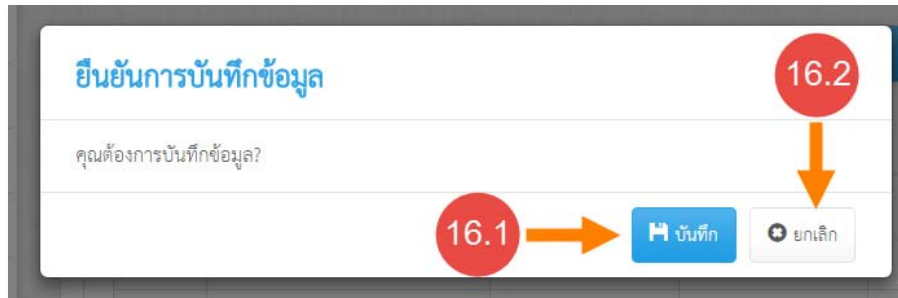 ยืนยันการบันทึกข้อมูล
16.2
คุณต้องการบันทึกข้อมูล?
16.1
บันทึก
ยกเลิก